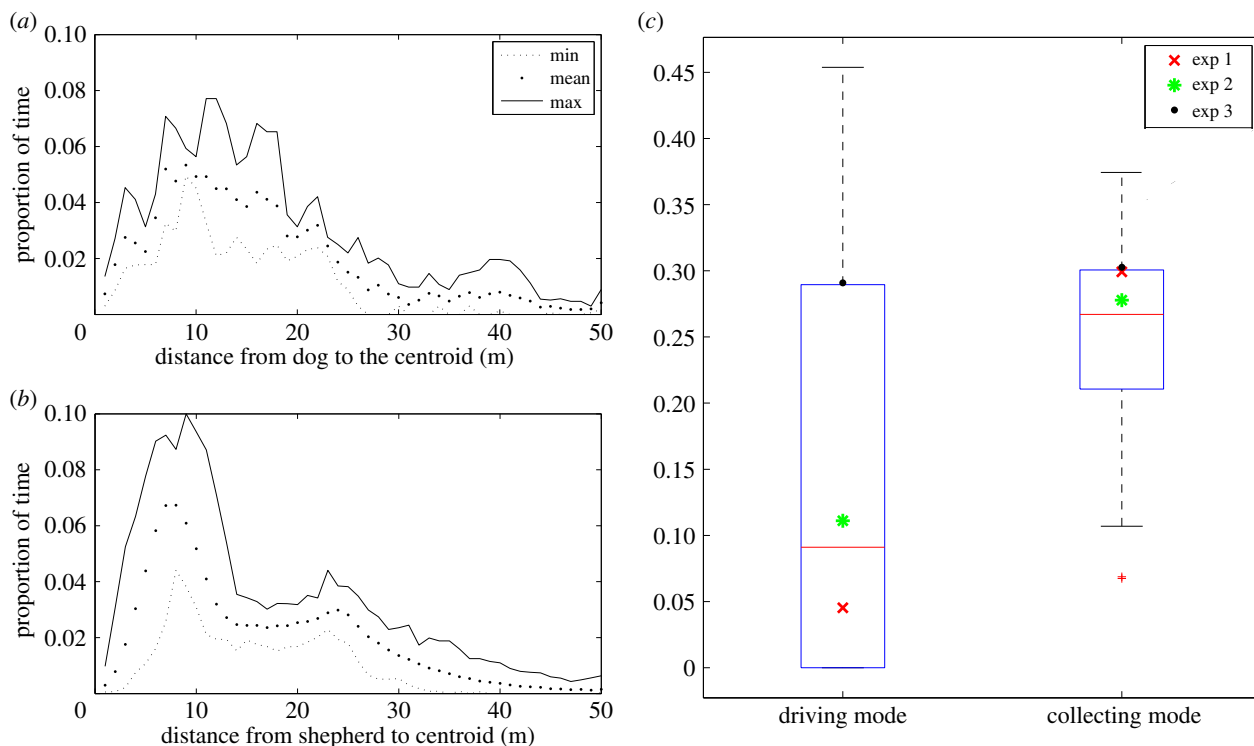 (a)
0.10
0.08
0.06
0.04
0.02
proportion of time
min
mean
max
0 10 20 30 40 50
distance from dog to the centroid (m)
(b)
0.10
0.08
0.06
0.04
0.02
proportion of time
0 10 20 30 40 50
distance from shepherd to centroid (m)
(c)
0.45
0.40
0.35
0.30
0.25
0.20
0.15
0.10
0.05
0
exp 1
exp 2
exp 3
driving mode collecting mode